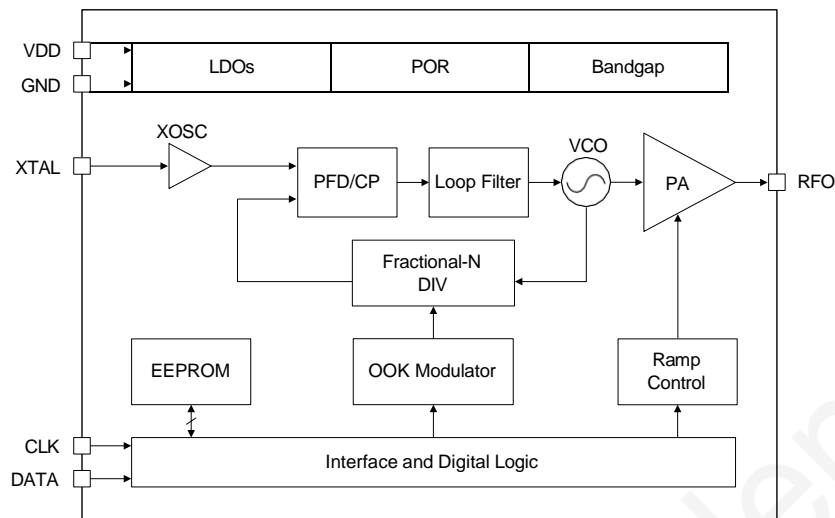 VDD
GND
LDOs
POR
Bandgap
XTAL
XOSC
PFD/CP
Loop Filter
VCO
PA
RFO
Fractional-N
DIV
EEPROM
OOK Modulator
Ramp
Control
CLK
DATA
Interface and Digital Logic